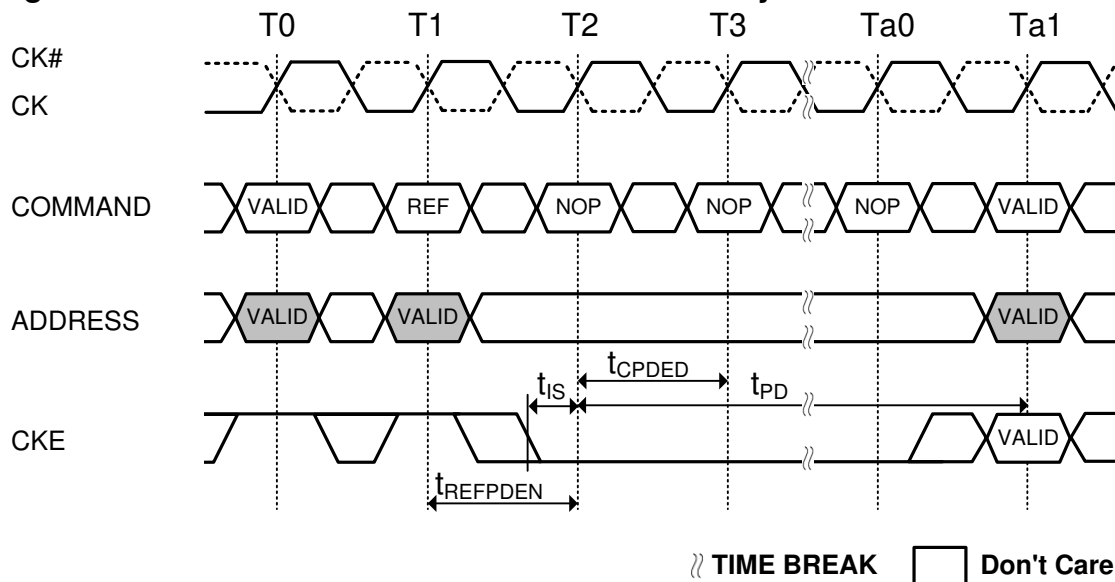 T0 T1 T2 T3 Ta0 Ta1
CK#
CK
COMMAND VALID REF NOP NOP NOP VALID
ADDRESS VALID VALID VALID
tCPDED
tIS tPD
CKE VALID
tREFPDEN
TIME BREAK Don't Care